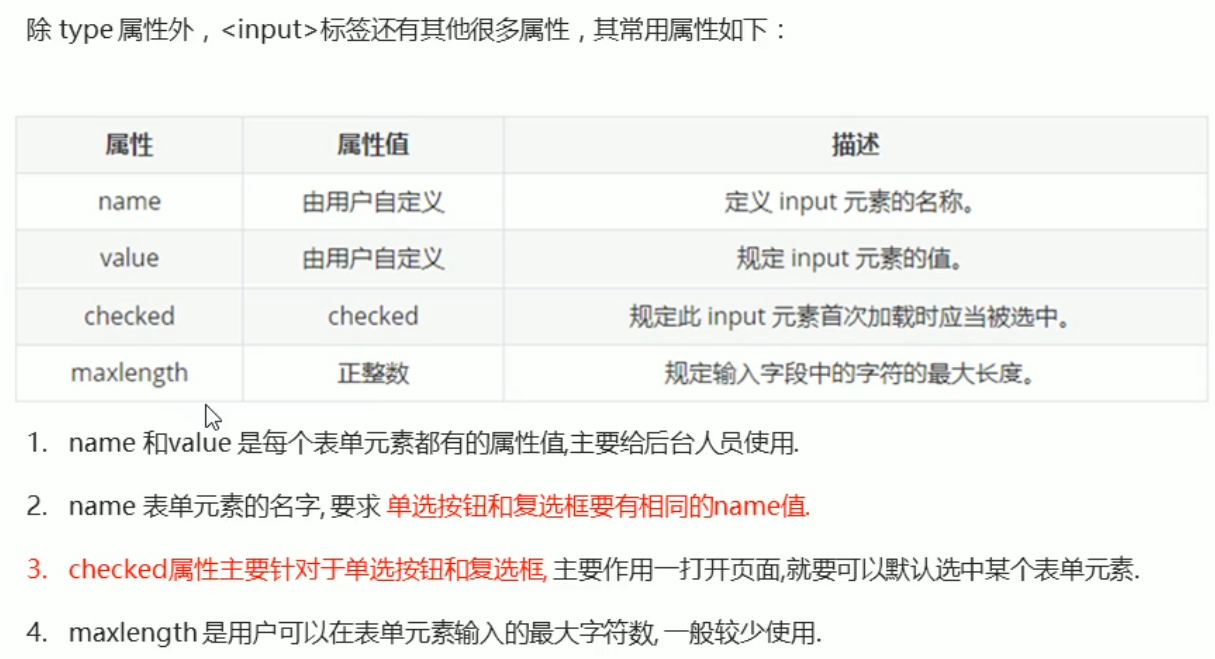 除 type 属性外，<input>标签还有其他很多属性，其常用属性如下：
属性 属性值 描述
name 由用户自定义 定义 input 元素的名称。
value 由用户自定义 规定 input 元素的值。
checked checked 规定此 input 元素首次加载时应当被选中。
maxlength 正整数 规定输入字段中的字符的最大长度。
1. name 和value 是每个表单元素都有的属性值,主要给后台人员使用.
2. name 表单元素的名字, 要求 单选按钮和复选框要有相同的name值.
3. checked属性主要针对于单选按钮和复选框, 主要作用一打开页面,就要可以默认选中某个表单元素.
4. maxlength 是用户可以在表单元素输入的最大字符数, 一般较少使用.